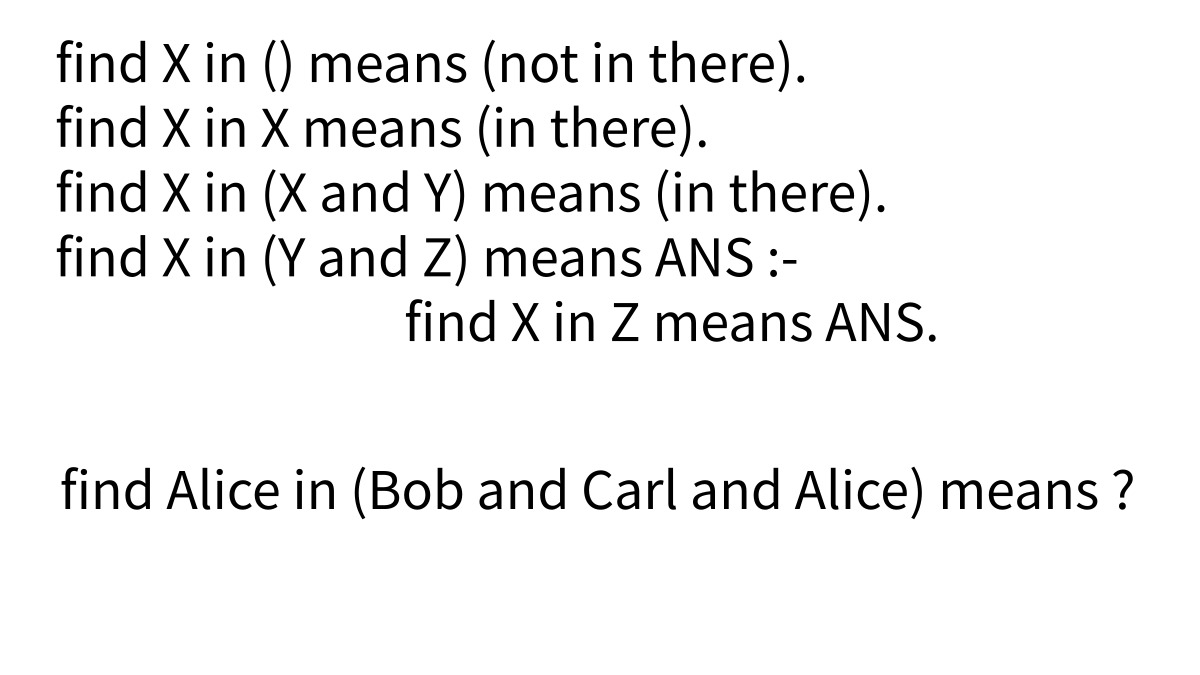 find X in () means (not in there).
find X in X means (in there).
find X in (X and Y) means (in there).
find X in (Y and Z) means ANS :-
find X in Z means ANS.
find Alice in (Bob and Carl and Alice) means ?